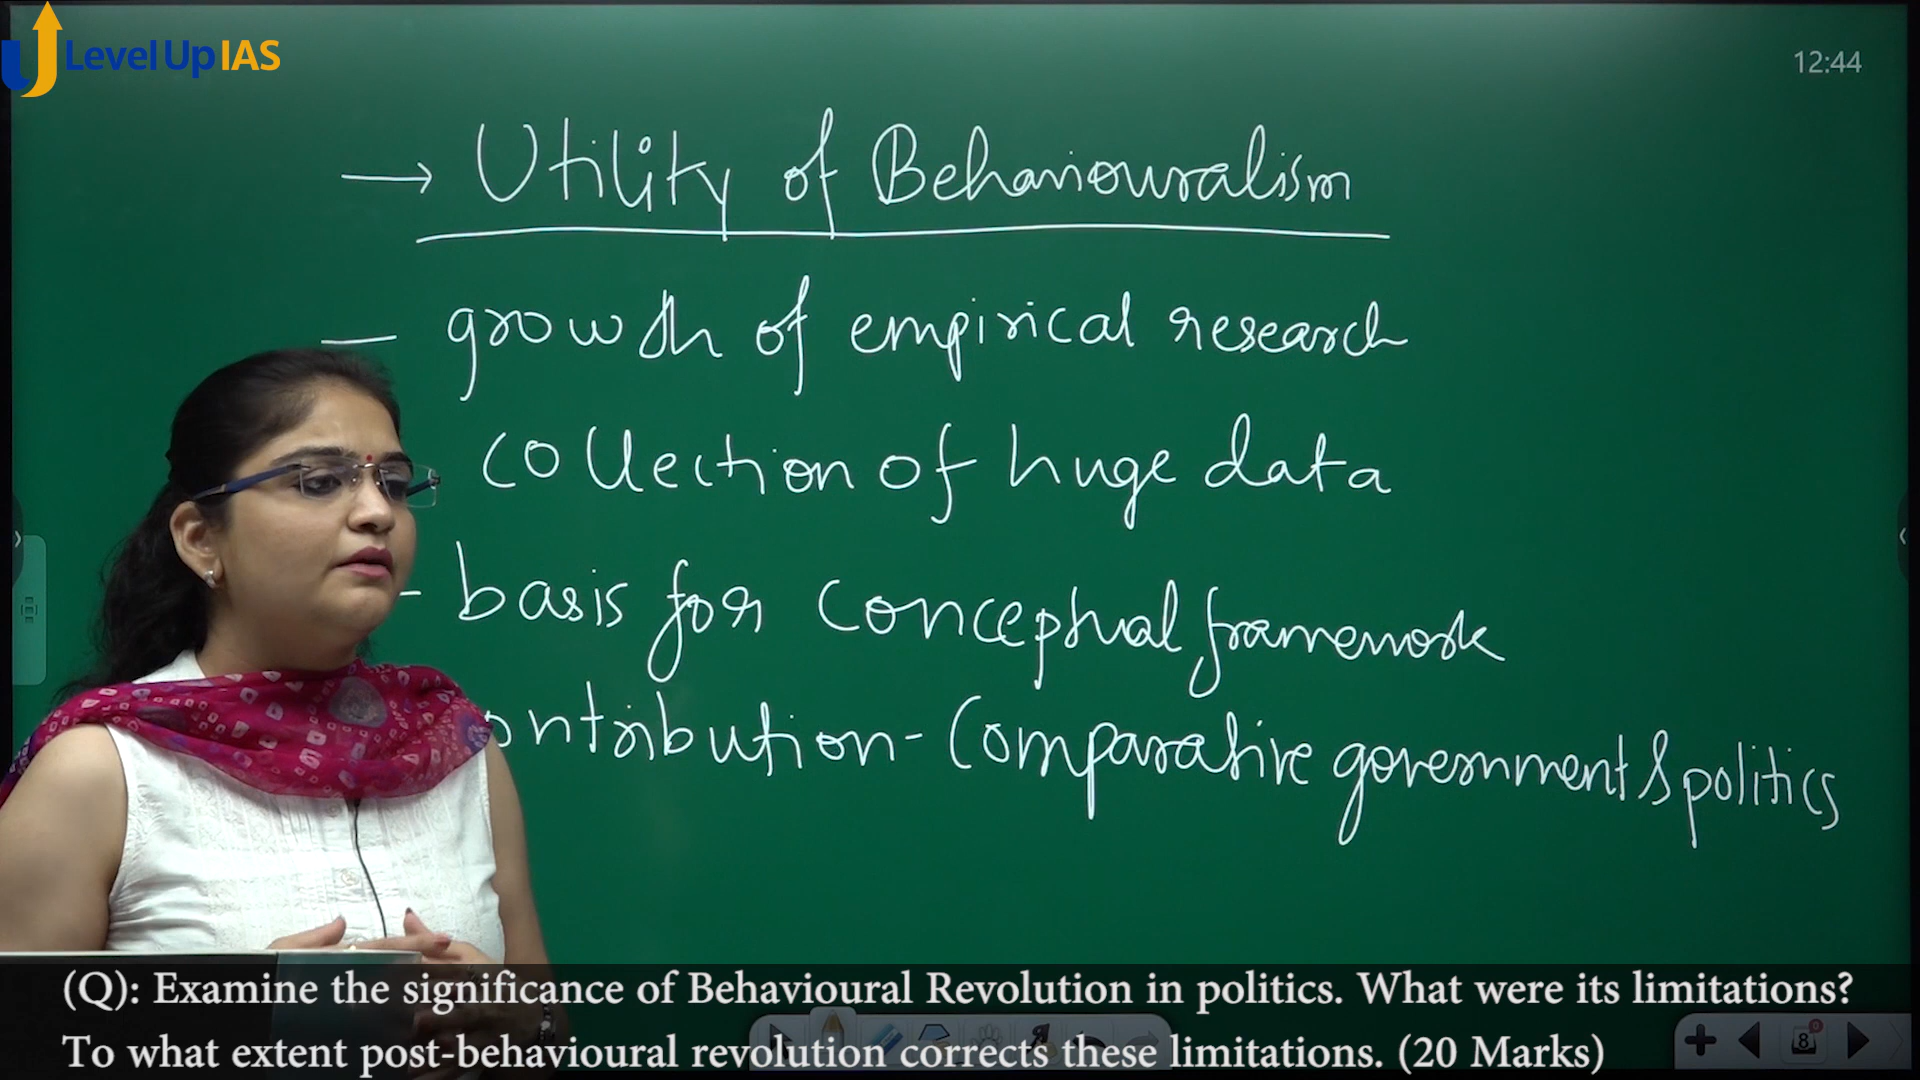 Level Up IAS
12:44
→ Utility of Behaviouralism
— growth of empirical research
collection of huge data
- basis for conceptual framework
ontribution - Comparative government & politics
(Q): Examine the significance of Behavioural Revolution in politics. What were its limitations?
To what extent post-behavioural revolution corrects these limitations. (20 Marks)
8